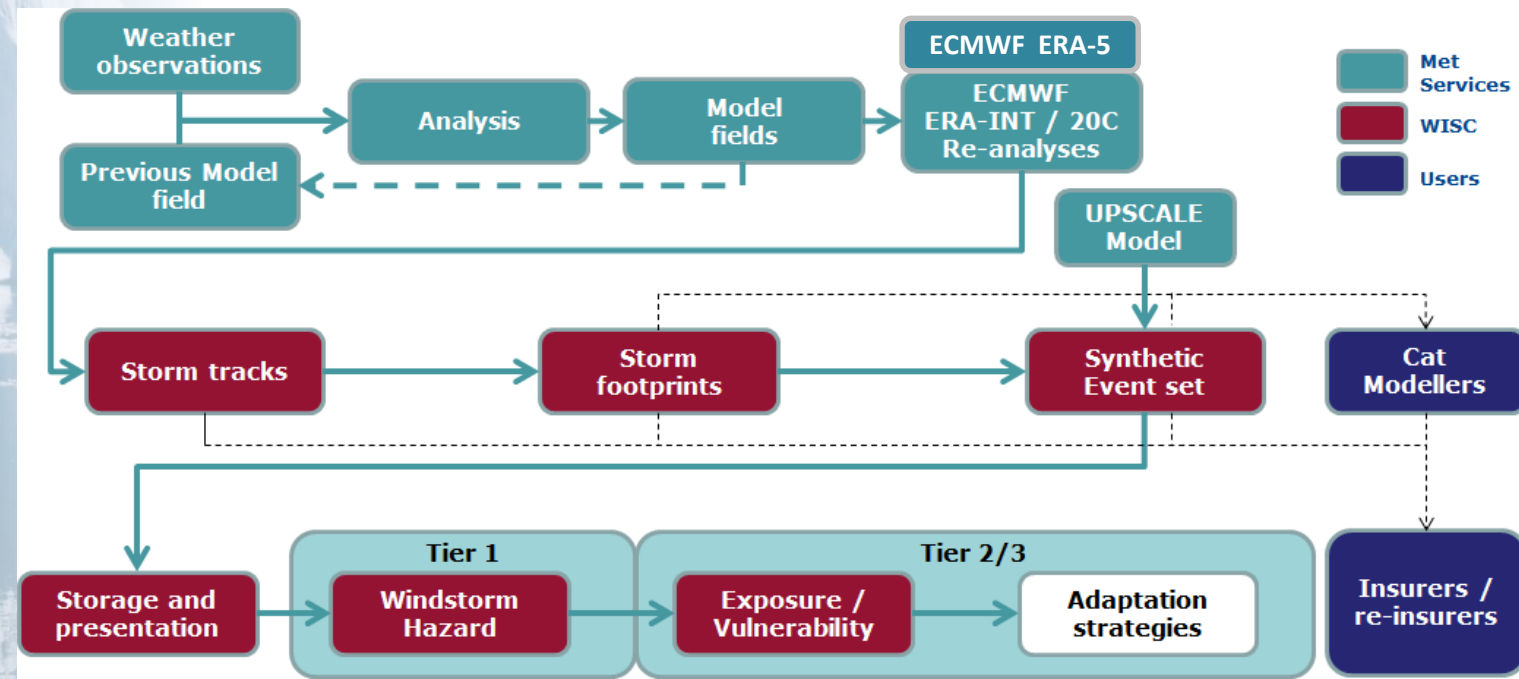 Weather
observations
ECMWF ERA-5
Met
Services
WISC
Users
Analysis
Model
fields
ECMWF
ERA-INT / 20C
Re-analyses
Previous Model
field
UPSCALE
Model
Storm tracks
Storm
footprints
Synthetic
Event set
Cat
Modellers
Tier 1
Tier 2/3
Storage and
presentation
Windstorm
Hazard
Exposure /
Vulnerability
Adaptation
strategies
Insurers /
re-insurers